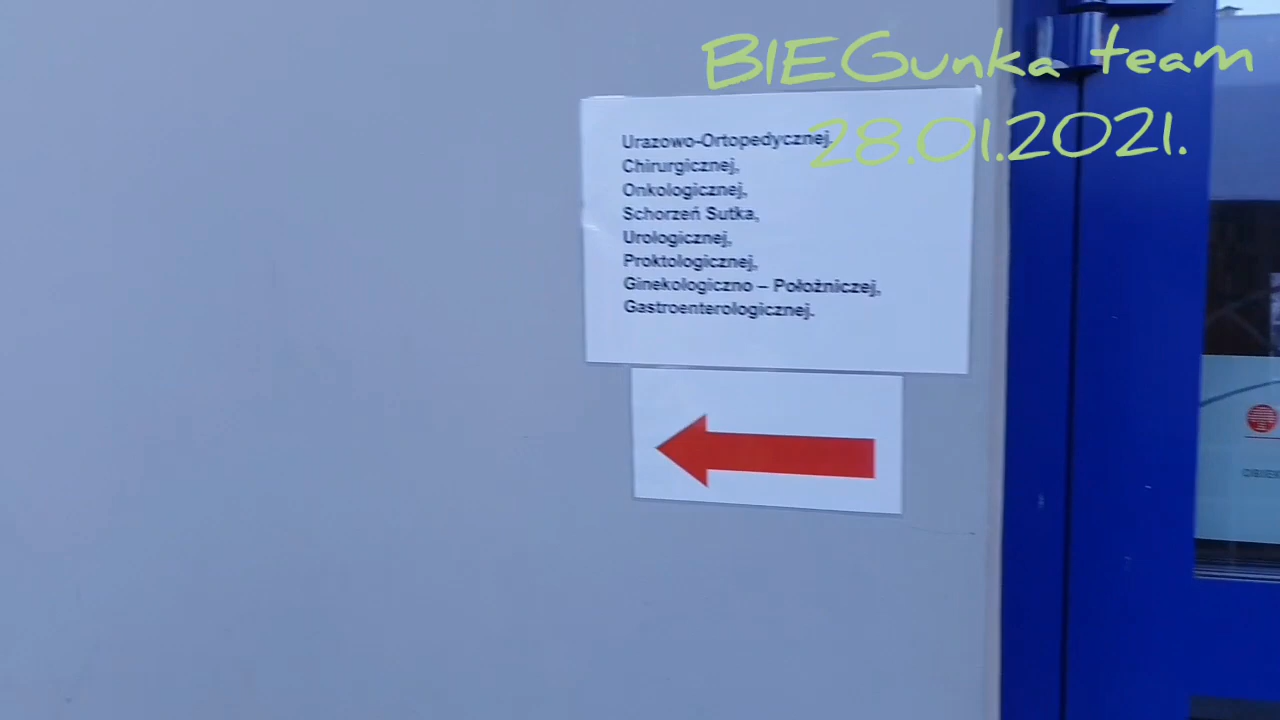 BIEGunka team
28.01.2021.
Urazowo-Ortopedycznej,
Chirurgicznej,
Onkologicznej,
Schorzeń Sutka,
Urologicznej,
Proktologicznej,
Ginekologiczno – Położniczej,
Gastroenterologicznej.